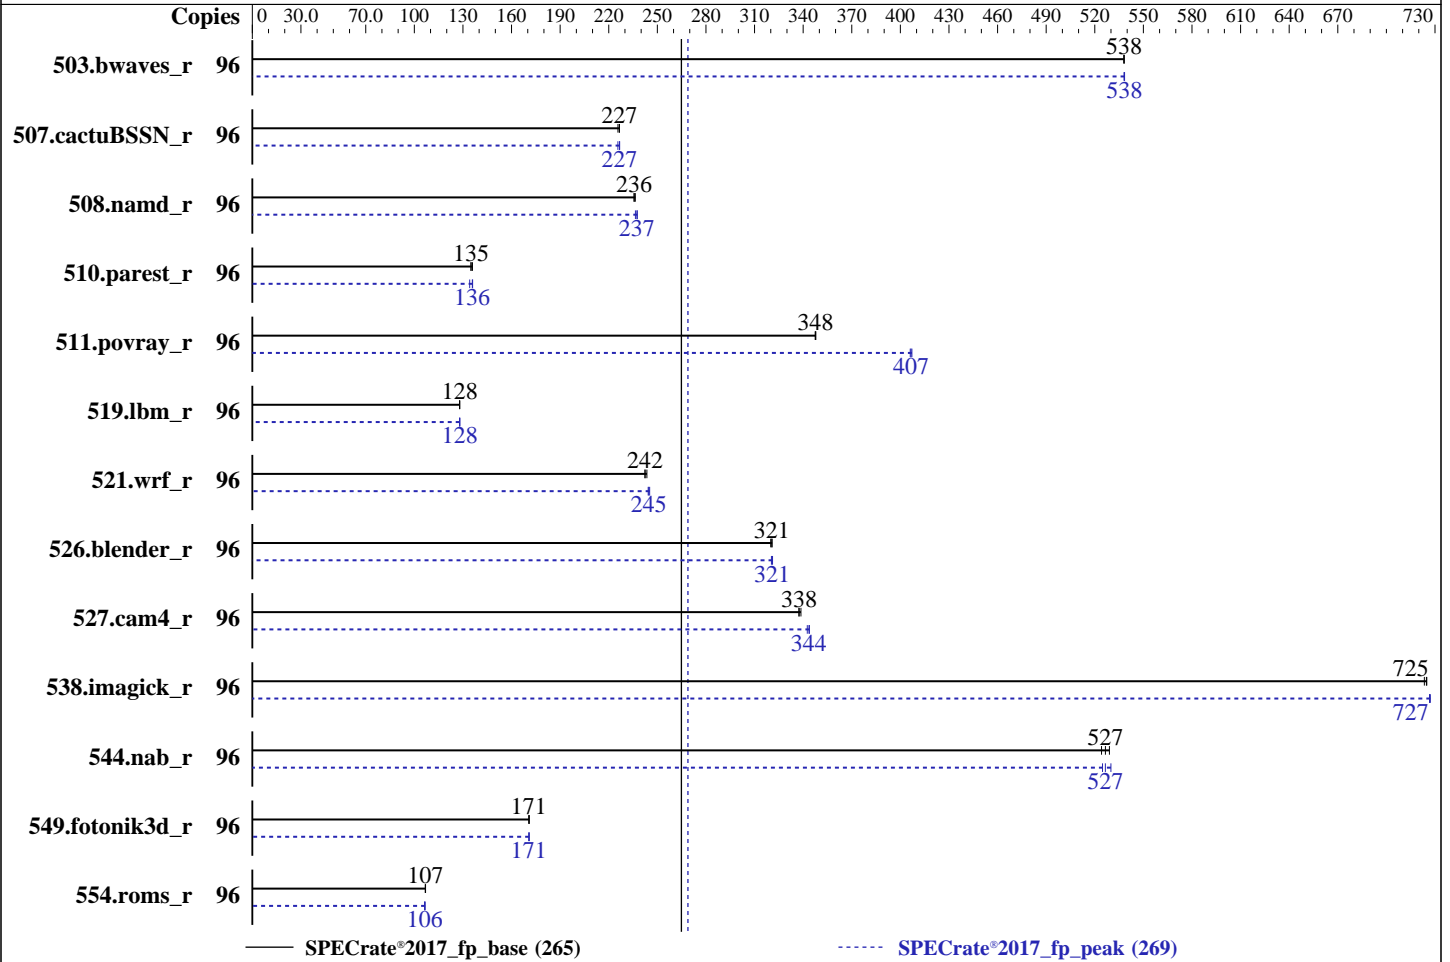 Copies 0 30.0 70.0 100 130 160 190 220 250 280 310 340 370 400 430 460 490 520 550 580 610 640 670 730
503.bwaves_r 96 538
538
507.cactuBSSN_r 96 227
227
508.namd_r 96 236
237
510.parest_r 96 135
136
511.povray_r 96 348
407
519.lbm_r 96 128
128
521.wrf_r 96 242
245
526.blender_r 96 321
321
527.cam4_r 96 338
344
538.imagick_r 96 725
727
544.nab_r 96 527
527
549.fotonik3d_r 96 171
171
554.roms_r 96 107
106
SPECrate®2017_fp_base (265) SPECrate®2017_fp_peak (269)